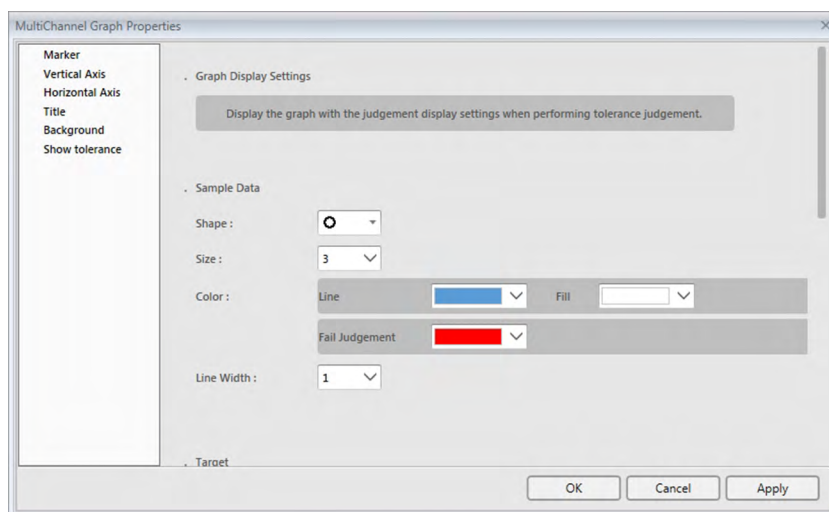 MultiChannel Graph Properties
Marker
Vertical Axis
Horizontal Axis
Title
Background
Show tolerance
. Graph Display Settings
Display the graph with the judgement display settings when performing tolerance judgement.
. Sample Data
Shape :
Size : 3
Color : Line Fill
Fail Judgement
Line Width : 1
. Target
OK Cancel Apply